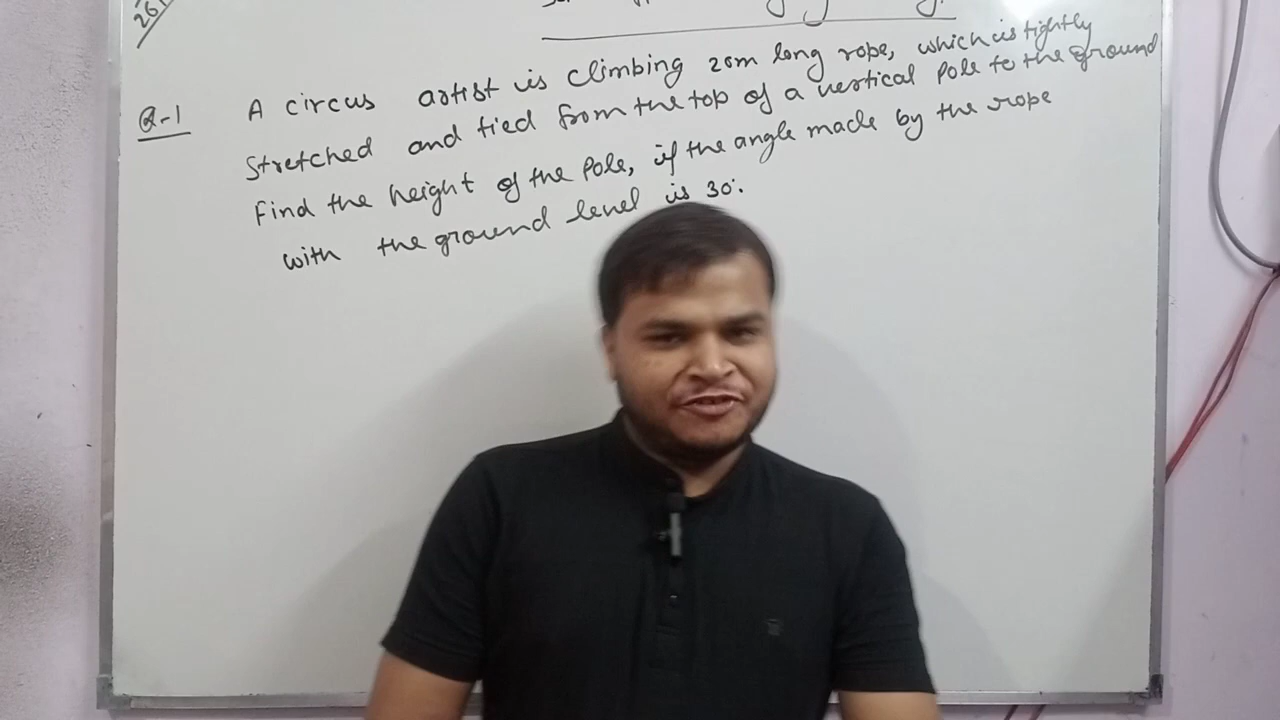 261
Q-1 A circus artist is climbing 20m long rope, which is tightly
Stretched and tied from the top of a vertical pole to the ground
Find the height of the pole, if the angle made by the rope
with the ground level is 30°.